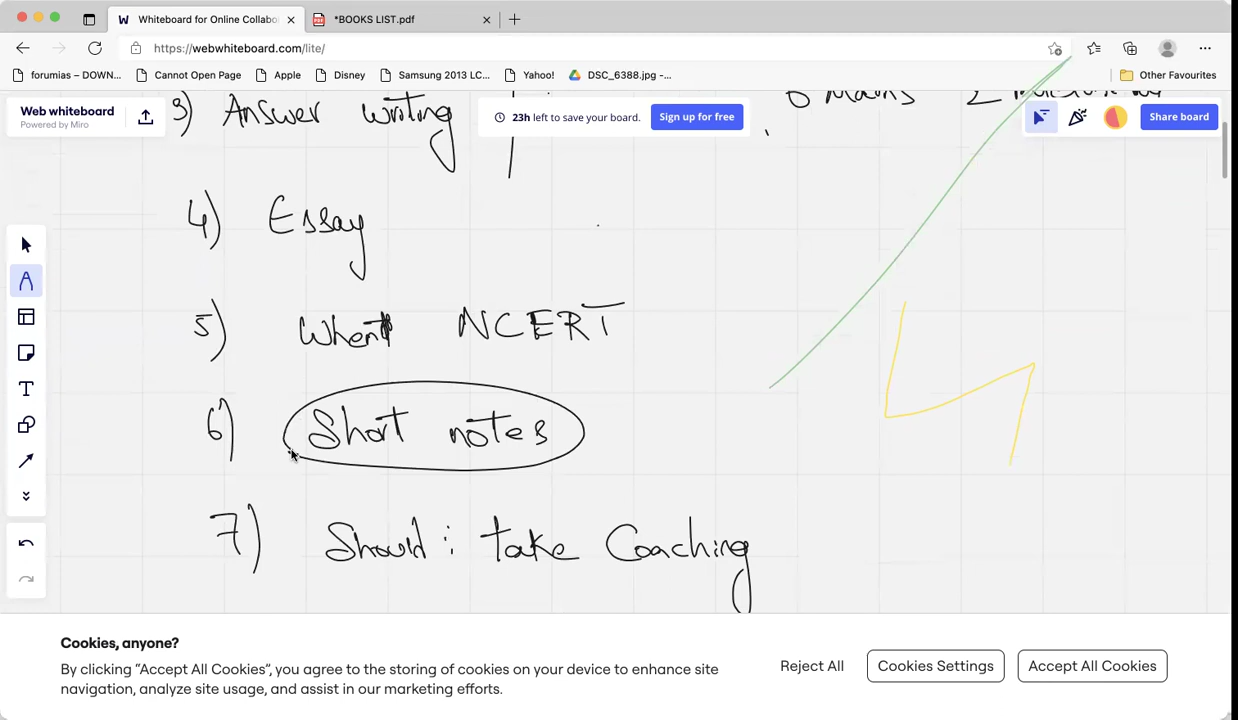 Whiteboard for Online Collabo
*BOOKS LIST.pdf
https://webwhiteboard.com/lite/
forumias – DOWN...
Cannot Open Page
Apple
Disney
Samsung 2013 LC...
Yahoo!
DSC_6388.jpg -...
Other Favourites
Web whiteboard
Powered by Miro
23h left to save your board.
Sign up for free
Share board
3) Answer Writing
6 Mains 2
4) Essay
5) When NCERT
6) Short notes
7) Should i take Coaching
Cookies, anyone?
By clicking “Accept All Cookies”, you agree to the storing of cookies on your device to enhance site
navigation, analyze site usage, and assist in our marketing efforts.
Reject All
Cookies Settings
Accept All Cookies